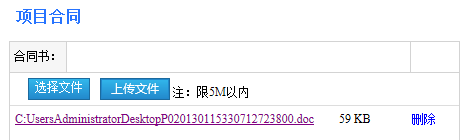 项目合同
合同书：
选择文件 上传文件 注：限5M以内
C:UsersAdministratorDesktopP020130115330712723800.doc 59 KB 删除